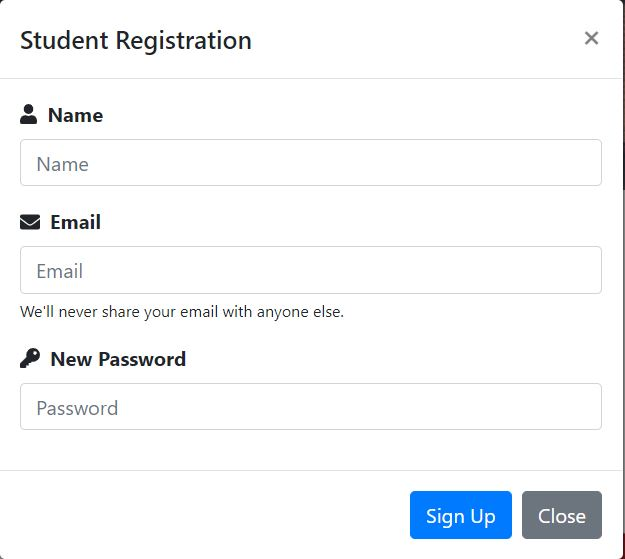 Student Registration
×
Name
Name
Email
Email
We'll never share your email with anyone else.
New Password
Password
Sign Up Close